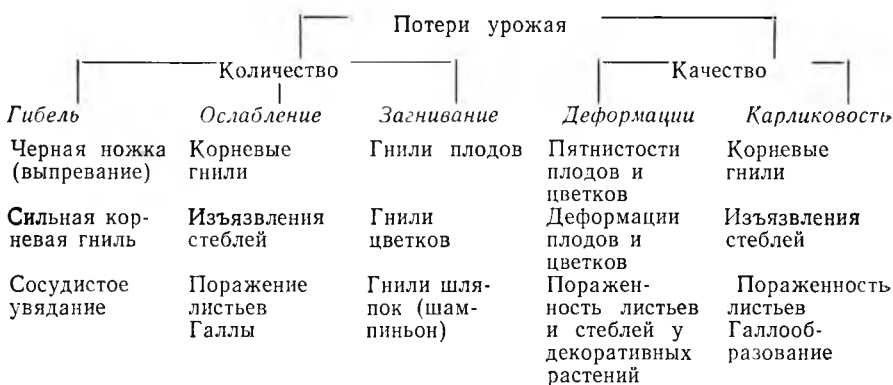 Потери урожая
Количество Качество
Гибель Ослабление Загнивание Деформации Карликовость
Черная ножка Корневые Гнили плодов Пятнистости Корневые
(выпревание) гнили плодов и гнили
цветков
Сильная кор- Изъязвления Гнили Деформации Изъязвления
невая гниль стеблей цветков плодов и стеблей
цветков
Сосудистое Поражение Гнили шля- Поражен- Пораженность
увядание листьев пок (шам- ность листьев листьев
Галлы пиньон) и стеблей у Галлооб-
декоративных разование
растений